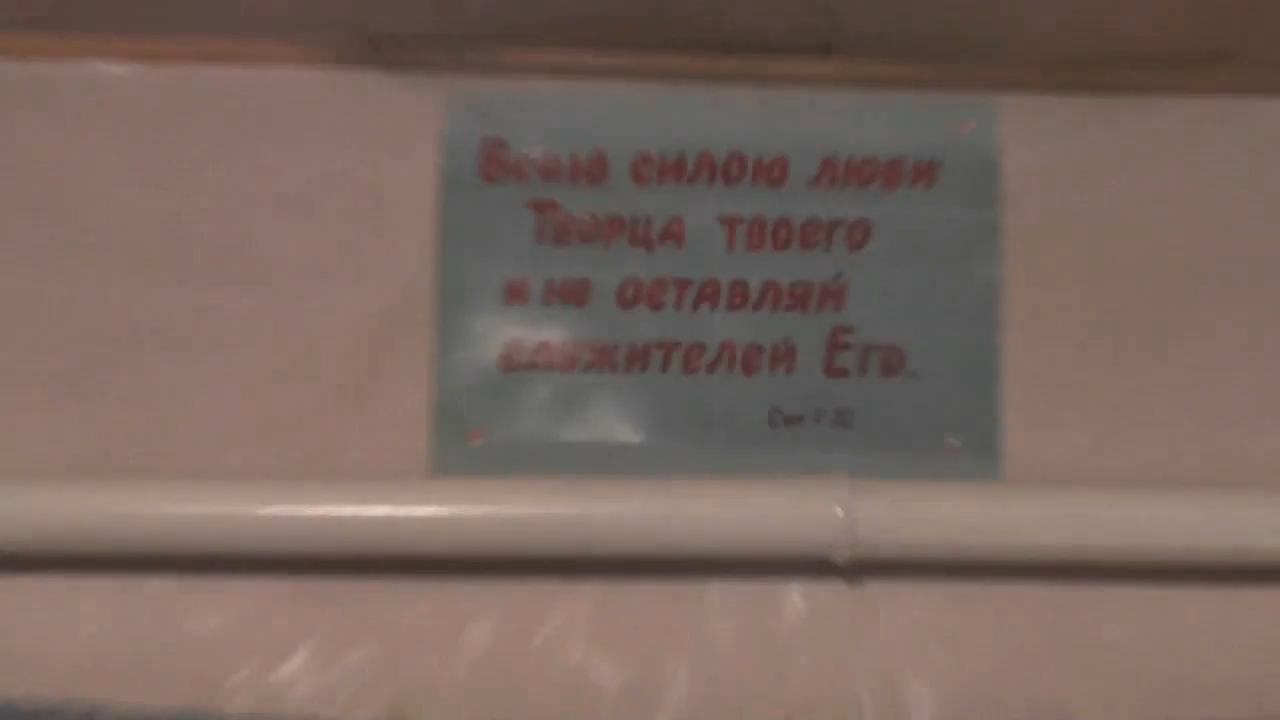 Всею силою люби
Творца твоего
и не оставляй
служителей Его.